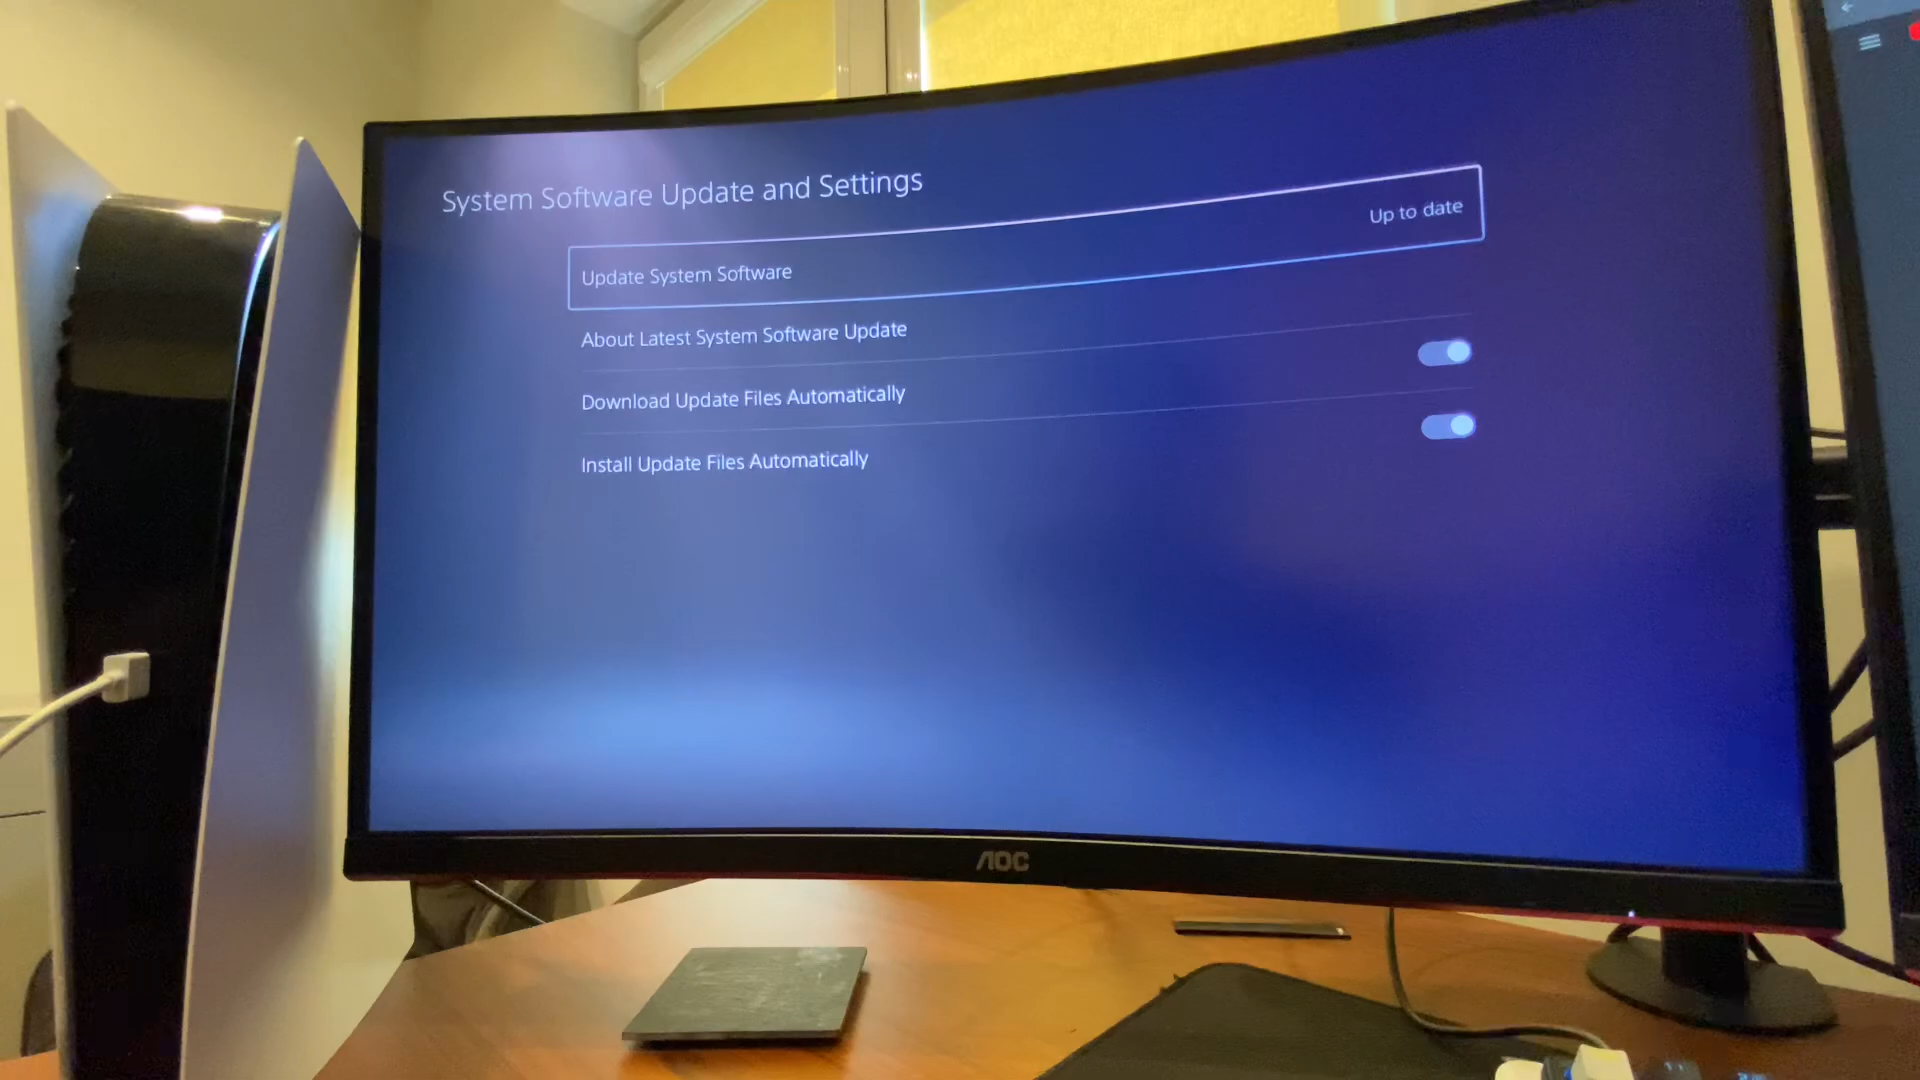 System Software Update and Settings
Update System Software
Up to date
About Latest System Software Update
Download Update Files Automatically
Install Update Files Automatically
AOC